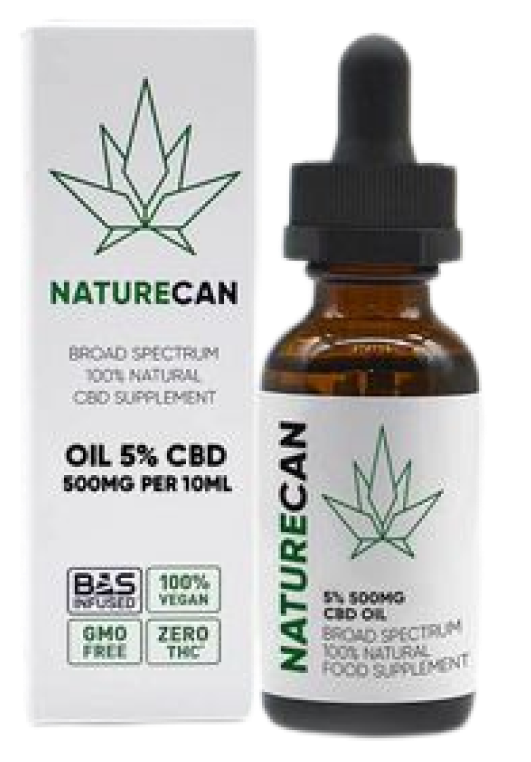 NATURECAN
BROAD SPECTRUM
100% NATURAL
CBD SUPPLEMENT
OIL 5% CBD
500MG PER 10ML
B&S
INFUSED
100%
VEGAN
GMO
FREE
ZERO
THC*
NATURECAN
5% 500MG
CBD OIL
BROAD SPECTRUM
100% NATURAL
FOOD SUPPLEMENT